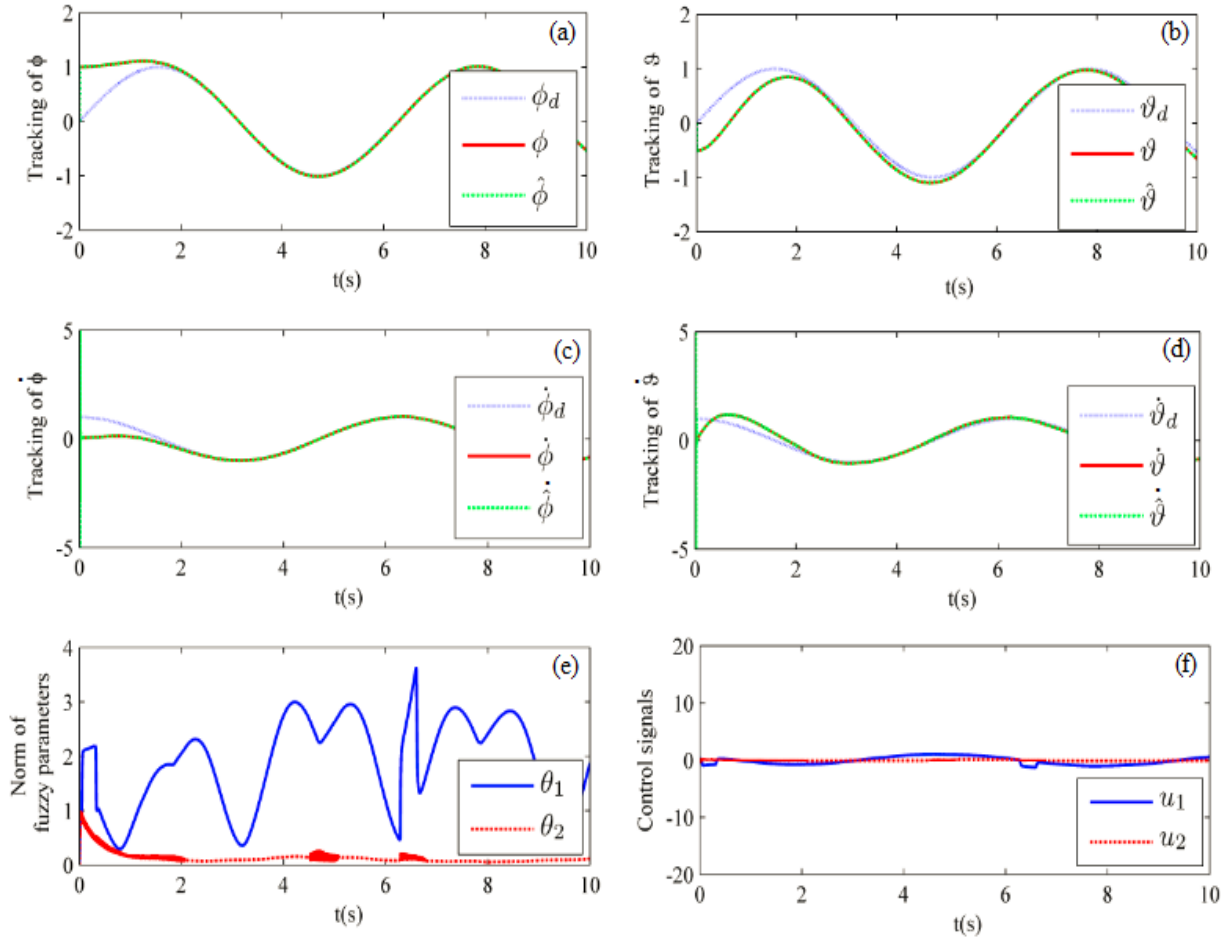 (a)
Tracking of ϕ
2
1
0
-1
-2
ϕ_d
ϕ
ϕ̂
0 2 4 6 8 10
t(s)
(b)
Tracking of ϑ
2
1
0
-1
-2
ϑ_d
ϑ
ϑ̂
0 2 4 6 8 10
t(s)
(c)
Tracking of ϕ̇
5
0
-5
ϕ̇_d
ϕ̇
ϕ̂̇
0 2 4 6 8 10
t(s)
(d)
Tracking of ϑ̇
5
0
-5
ϑ̇_d
ϑ̇
ϑ̂̇
0 2 4 6 8 10
t(s)
(e)
Norm of
fuzzy parameters
4
3
2
1
0
θ_1
θ_2
0 2 4 6 8 10
t(s)
(f)
Control signals
20
10
0
-10
-20
u_1
u_2
0 2 4 6 8 10
t(s)